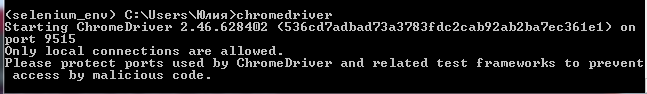 (selenium_env) C:\Users\Юлия>chromedriver
Starting ChromeDriver 2.46.628402 (536cd7adbad73a3783fdc2cab92ab2ba7ec361e1) on
port 9515
Only local connections are allowed.
Please protect ports used by ChromeDriver and related test frameworks to prevent
access by malicious code.